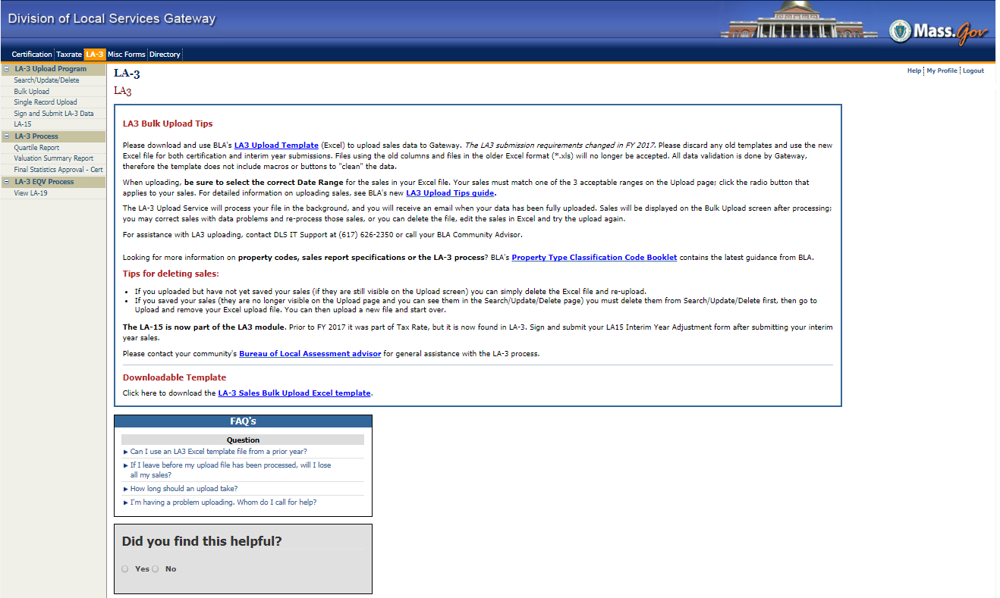 Division of Local Services Gateway
Mass.Gov
Certification Taxrate LA-3 Misc Forms Directory
Help My Profile Logout
LA-3 Upload Program
Search/Update/Delete
Bulk Upload
Single Record Upload
Sign and Submit LA-3 Data
LA-15
LA-3 Process
Quartile Report
Valuation Summary Report
Final Statistics Approval - Cert
LA-3 EQV Process
View LA-19
LA-3
LA3
LA3 Bulk Upload Tips
Please download and use BLA's LA3 Upload Template (Excel) to upload sales data to Gateway. The LA3 submission requirements changed in FY 2017. Please discard any old templates and use the new
Excel file for both certification and interim year submissions. Files using the old columns and files in the older Excel format (*.xls) will no longer be accepted. All data validation is done by Gateway,
therefore the template does not include macros or buttons to "clean" the data.
When uploading, be sure to select the correct Date Range for the sales in your Excel file. Your sales must match one of the 3 acceptable ranges on the Upload page; click the radio button that
applies to your sales. For detailed information on uploading sales, see BLA's new LA3 Upload Tips guide.
The LA-3 Upload Service will process your file in the background, and you will receive an email when your data has been fully uploaded. Sales will be displayed on the Bulk Upload screen after processing;
you may correct sales with data problems and re-process those sales, or you can delete the file, edit the sales in Excel and try the upload again.
For assistance with LA3 uploading, contact DLS IT Support at (617) 626-2350 or call your BLA Community Advisor.
Looking for more information on property codes, sales report specifications or the LA-3 process? BLA's Property Type Classification Code Booklet contains the latest guidance from BLA.
Tips for deleting sales:
• If you uploaded but have not yet saved your sales (if they are still visible on the Upload screen) you can simply delete the Excel file and re-upload.
• If you saved your sales (they are no longer visible on the Upload page and you can see them in the Search/Update/Delete page) you must delete them from Search/Update/Delete first, then go to
Upload and remove your Excel upload file. You can then upload a new file and start over.
The LA-15 is now part of the LA3 module. Prior to FY 2017 it was part of Tax Rate, but it is now found in LA-3. Sign and submit your LA15 Interim Year Adjustment form after submitting your interim
year sales.
Please contact your community's Bureau of Local Assessment advisor for general assistance with the LA-3 process.
Downloadable Template
Click here to download the LA-3 Sales Bulk Upload Excel template.
FAQ's
Question
Can I use an LA3 Excel template file from a prior year?
If I leave before my upload file has been processed, will I lose
all my sales?
How long should an upload take?
I'm having a problem uploading. Whom do I call for help?
Did you find this helpful?
Yes No